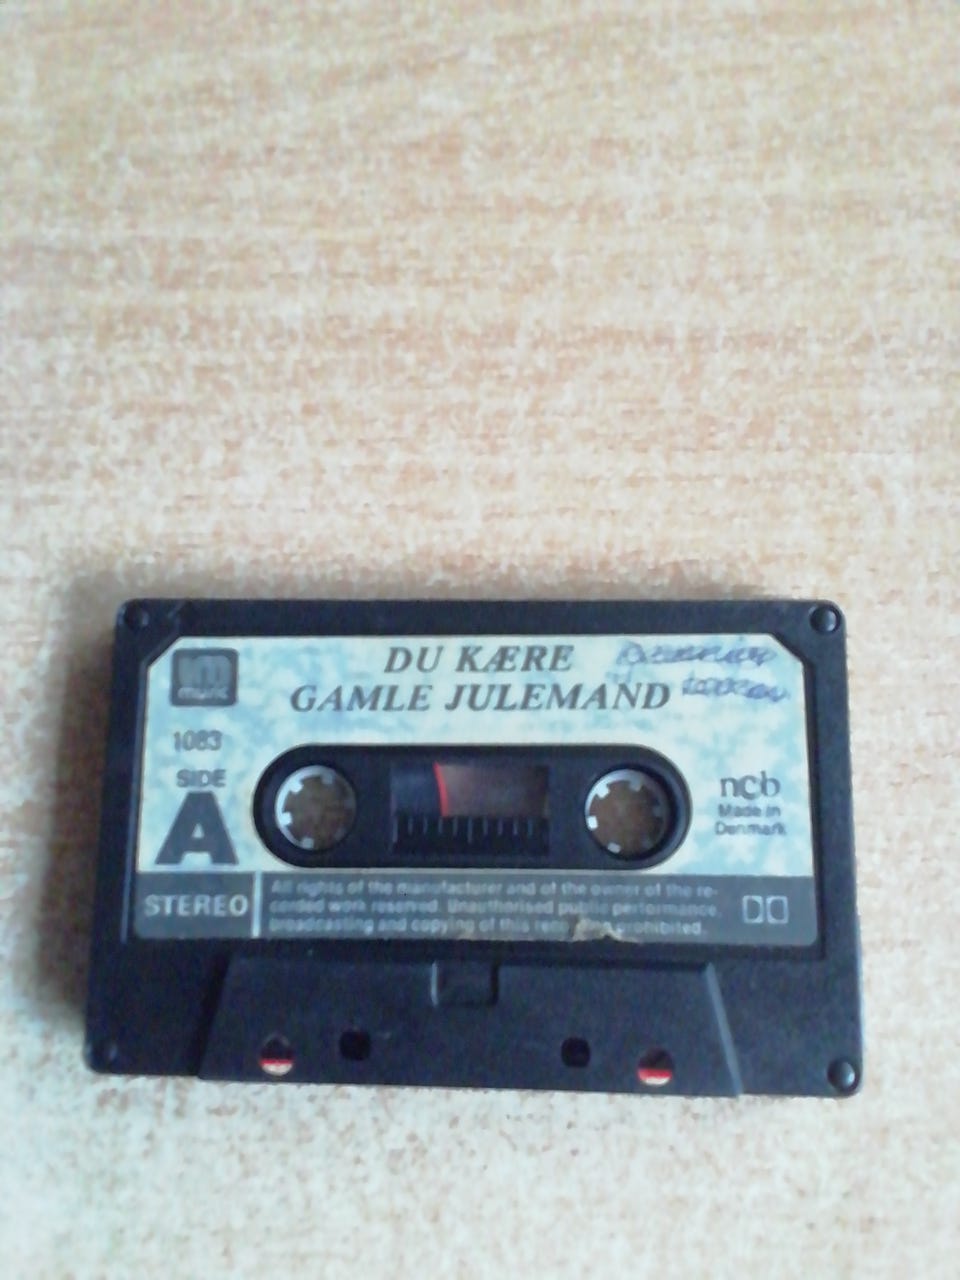 DU KÆRE
GAMLE JULEMAND
music
1083
SIDE
A
ncb
Made in
Denmark
STEREO
All rights of the manufacturer and of the owner of the re-
corded work reserved. Unauthorised public performance,
broadcasting and copying of this prohibited.